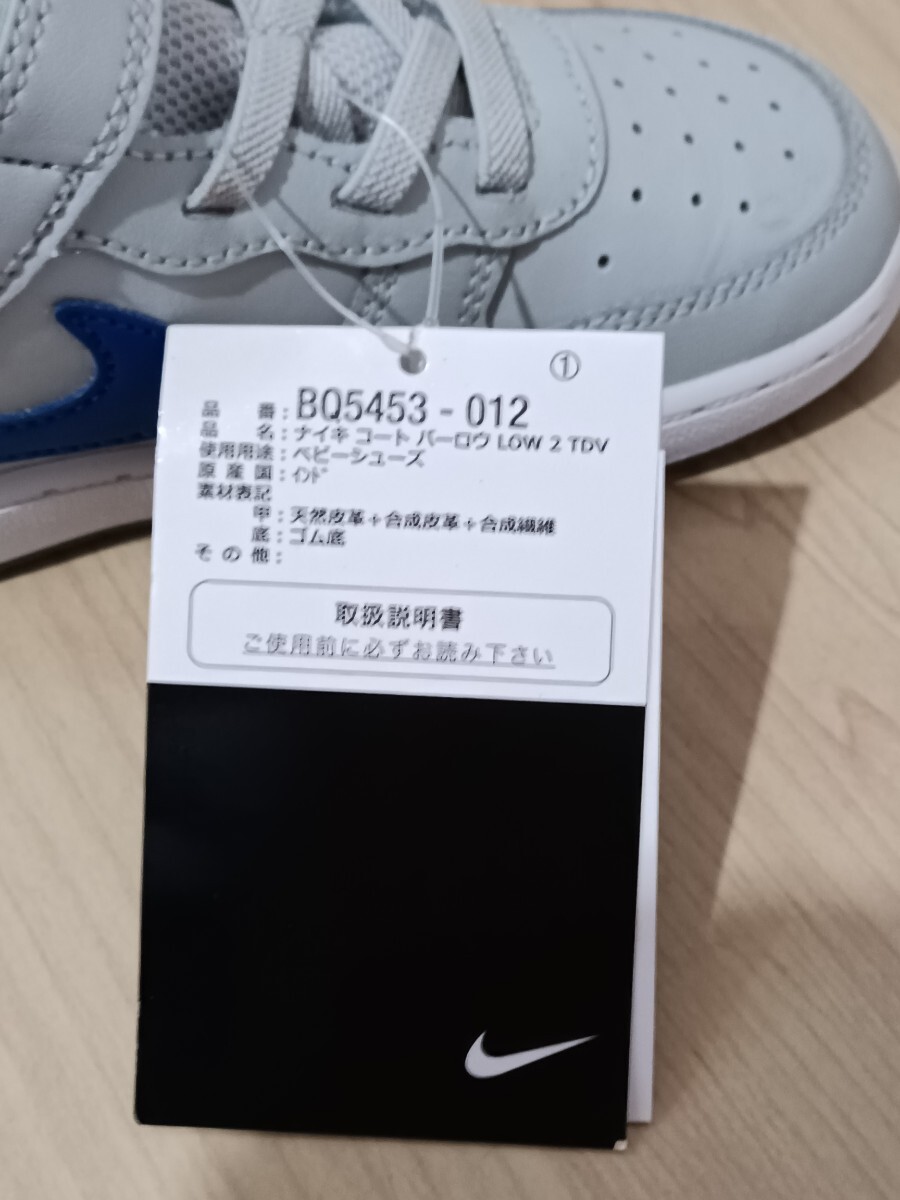 ①
品番:BQ5453-012
品名:ナイキ コート バーロウ LOW 2 TDV
使用用途:ベビーシューズ
原産国:インド
素材表記
甲:天然皮革+合成皮革+合成繊維
底:ゴム底
その他:
取扱説明書
ご使用前に必ずお読み下さい